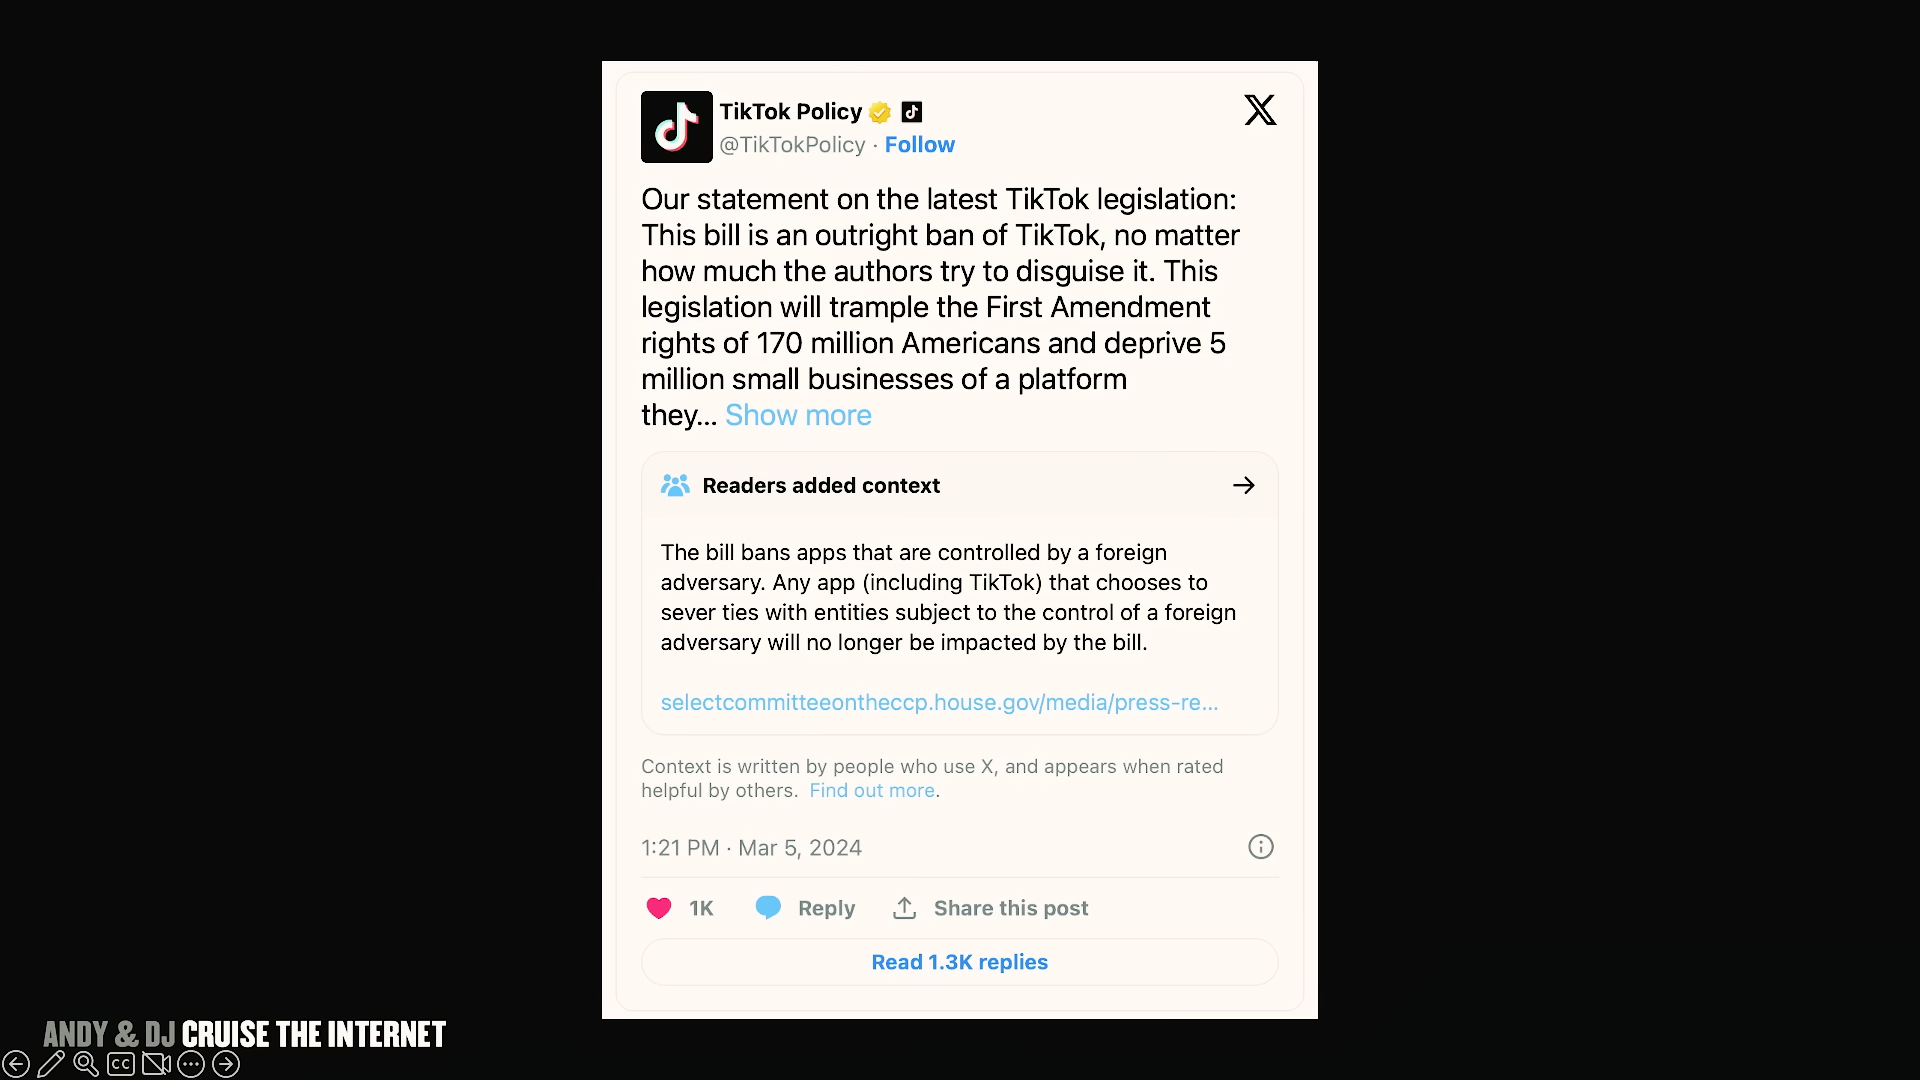 TikTok Policy
@TikTokPolicy · Follow
Our statement on the latest TikTok legislation:
This bill is an outright ban of TikTok, no matter
how much the authors try to disguise it. This
legislation will trample the First Amendment
rights of 170 million Americans and deprive 5
million small businesses of a platform
they... Show more
Readers added context
The bill bans apps that are controlled by a foreign
adversary. Any app (including TikTok) that chooses to
sever ties with entities subject to the control of a foreign
adversary will no longer be impacted by the bill.
selectcommitteeontheccp.house.gov/media/press-re...
Context is written by people who use X, and appears when rated
helpful by others. Find out more.
1:21 PM · Mar 5, 2024
1K Reply Share this post
Read 1.3K replies
ANDY & DJ CRUISE THE INTERNET
CC